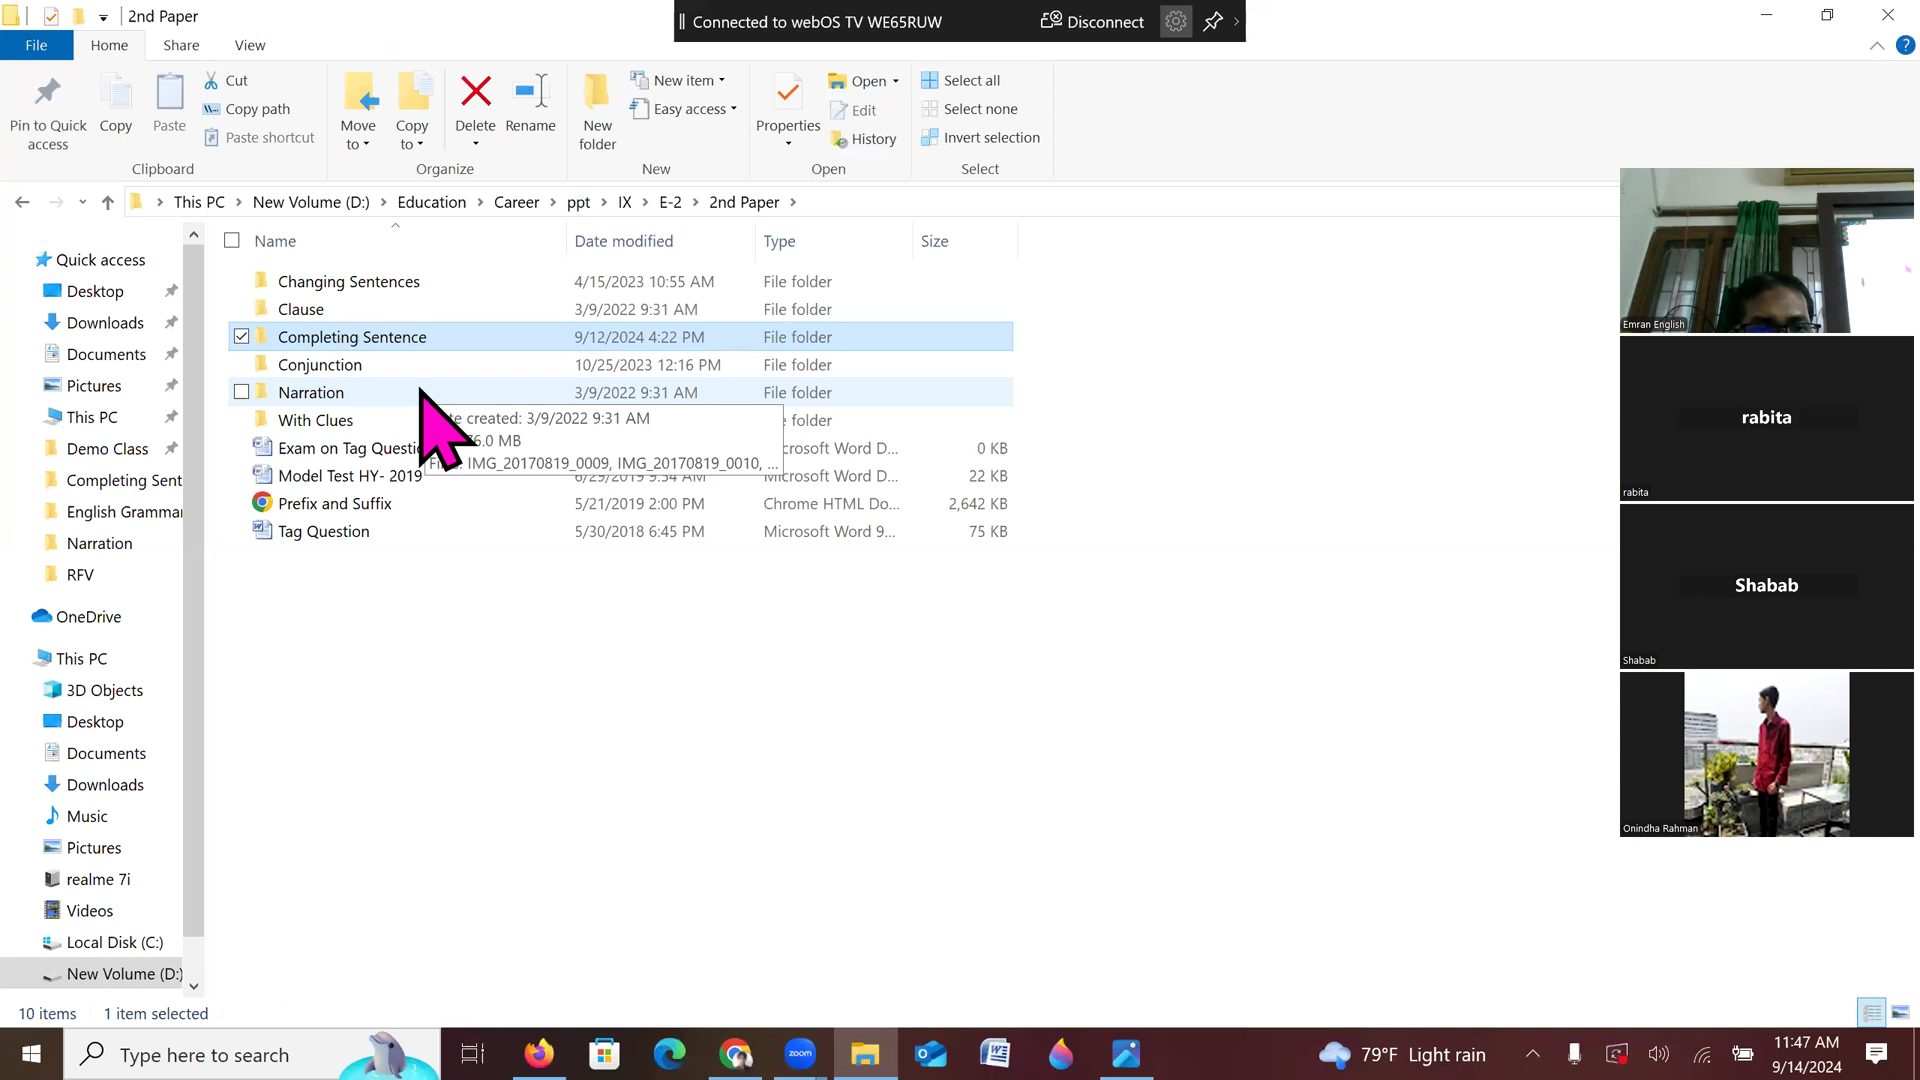 2nd Paper
Connected to webOS TV WE65RUW
Disconnect
File
Home
Share
View
Pin to Quick access
Copy
Paste
Cut
Copy path
Paste shortcut
Clipboard
Move to
Copy to
Delete
Rename
Organize
New folder
New item
Easy access
New
Properties
Open
Edit
History
Open
Select all
Select none
Invert selection
Select
This PC > New Volume (D:) > Education > Career > ppt > IX > E-2 > 2nd Paper >
Name Date modified Type Size
Changing Sentences 4/15/2023 10:55 AM File folder
Clause 3/9/2022 9:31 AM File folder
Completing Sentence 9/12/2024 4:22 PM File folder
Conjunction 10/25/2023 12:16 PM File folder
Narration 3/9/2022 9:31 AM File folder
With Clues e created: 3/9/2022 9:31 AM e folder
6.0 MB
IMG_20170819_0009, IMG_20170819_0010, ...
Exam on Tag Questi icrosoft Word D... 0 KB
Model Test HY- 2019 icrosoft Word D... 22 KB
Prefix and Suffix 5/21/2019 2:00 PM Chrome HTML Do... 2,642 KB
Tag Question 5/30/2018 6:45 PM Microsoft Word 9... 75 KB
Quick access
Desktop
Downloads
Documents
Pictures
This PC
Demo Class
Completing Sent
English Grammar
Narration
RFV
OneDrive
This PC
3D Objects
Desktop
Documents
Downloads
Music
Pictures
realme 7i
Videos
Local Disk (C:)
New Volume (D:)
10 items
1 item selected
Emran English
rabita
rabita
Shabab
Shabab
Onindha Rahman
Type here to search
zoom
79°F Light rain
11:47 AM
9/14/2024